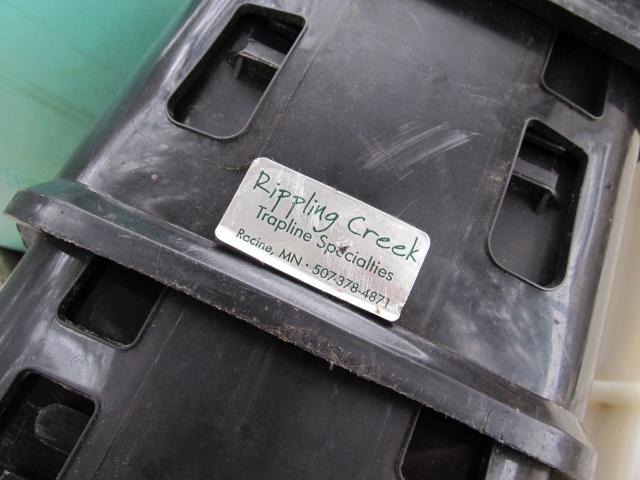 Rippling Creek
Trapline Specialties
Racine, MN · 507-378-4871